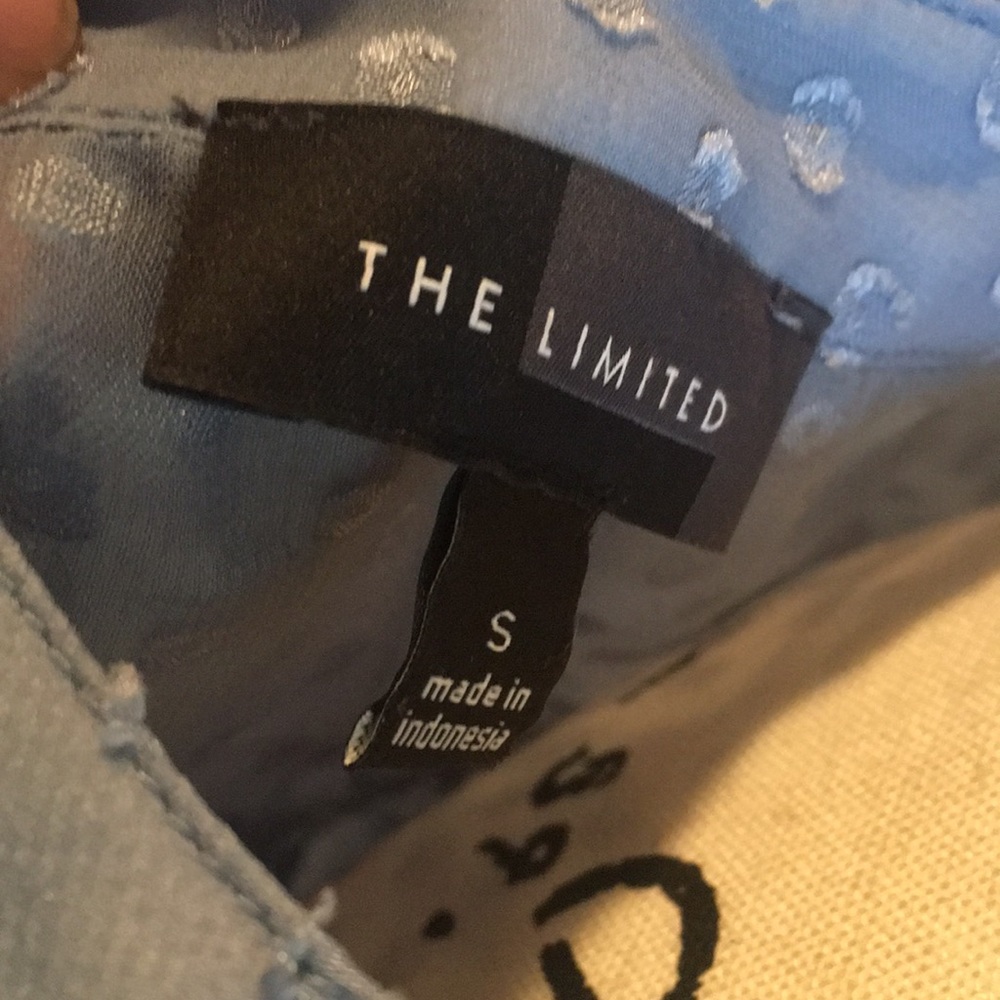 THE LIMITED
S
made in
indonesia